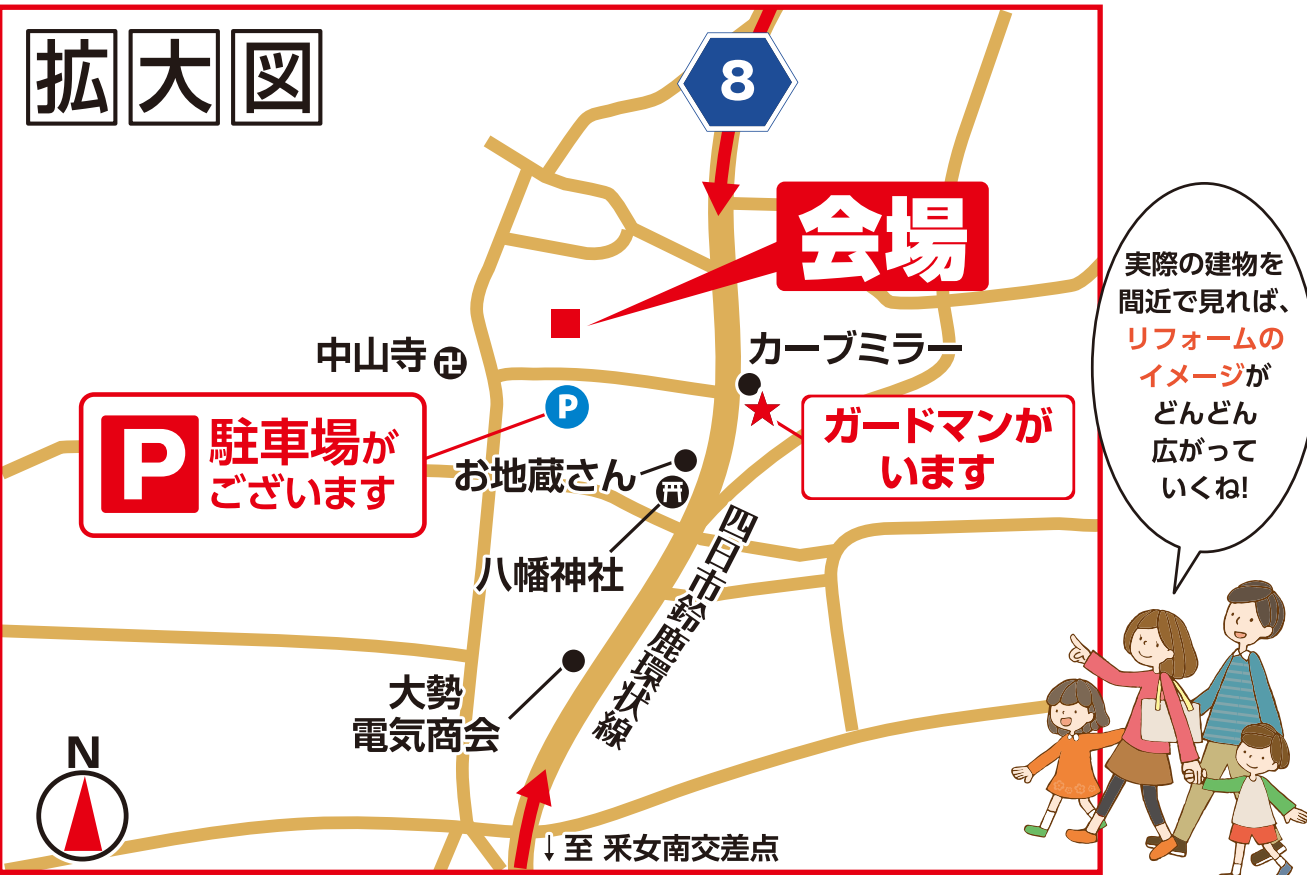 拡大図
8
会場
カーブミラー
中山寺
P
P 駐車場が
ございます
ガードマンが
います
お地蔵さん
八幡神社
四日市鈴鹿環状線
大勢
電気商会
N
↓至 釆女南交差点
実際の建物を
間近で見れば、
リフォームの
イメージが
どんどん
広がって
いくね!